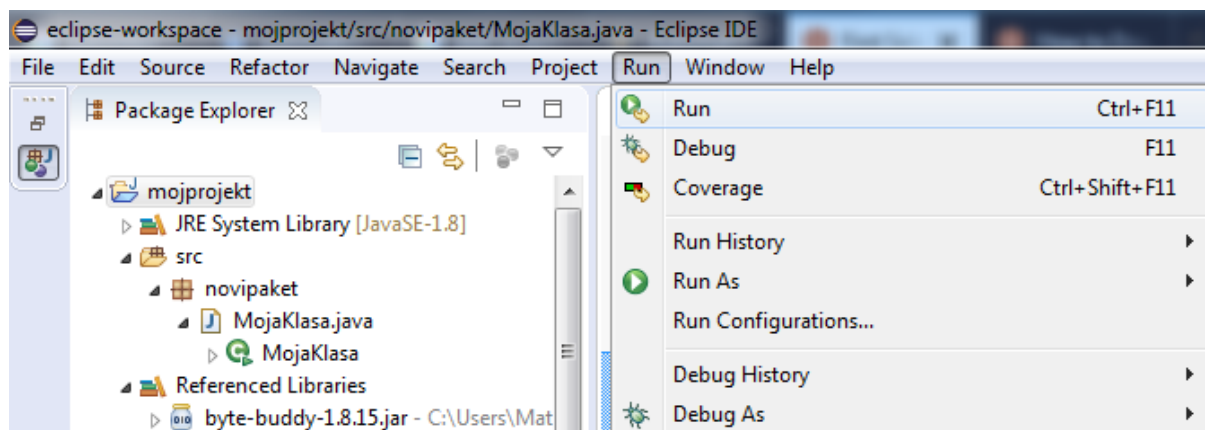 eclipse-workspace - mojprojekt/src/novipaket/MojaKlasa.java - Eclipse IDE
File Edit Source Refactor Navigate Search Project Run Window Help
Package Explorer
mojprojekt
JRE System Library [JavaSE-1.8]
src
novipaket
MojaKlasa.java
MojaKlasa
Referenced Libraries
byte-buddy-1.8.15.jar - C:\Users\Mat
Run Ctrl+F11
Debug F11
Coverage Ctrl+Shift+F11
Run History
Run As
Run Configurations...
Debug History
Debug As